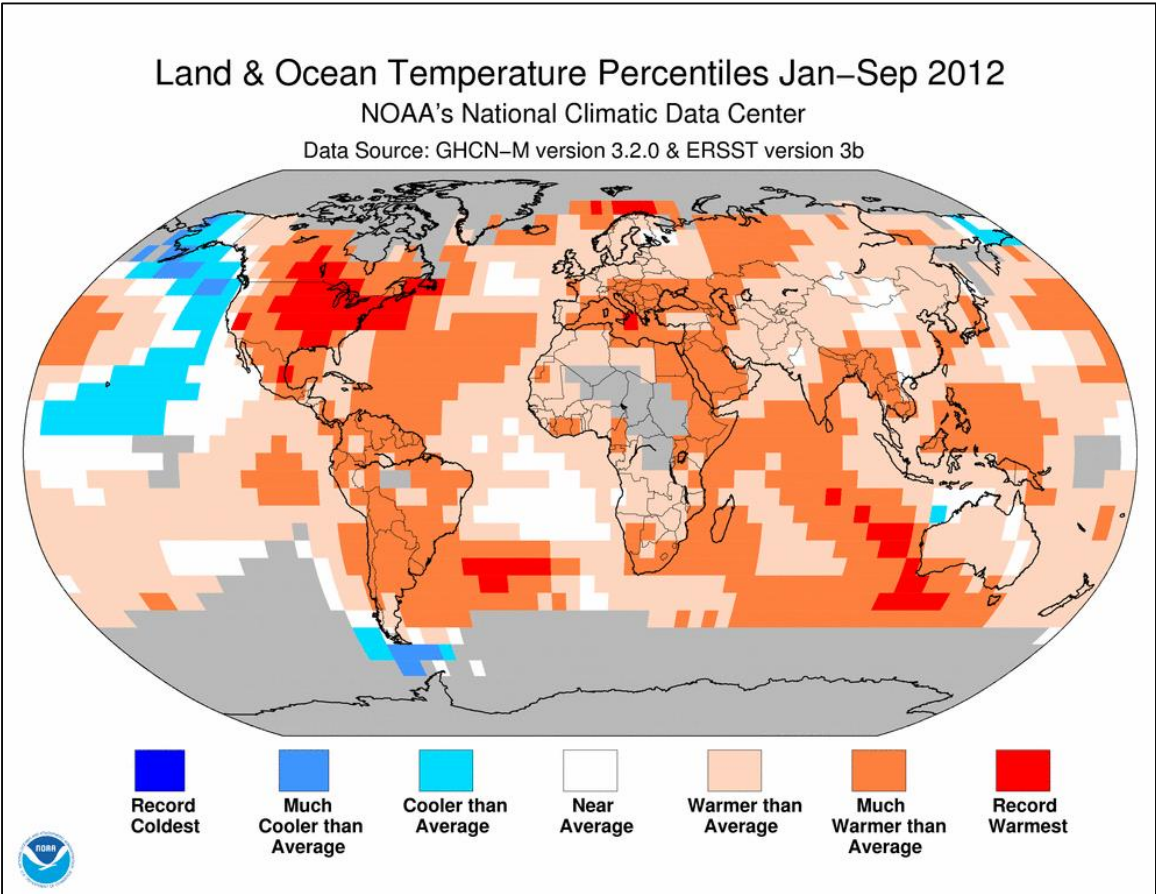 Land & Ocean Temperature Percentiles Jan–Sep 2012
NOAA's National Climatic Data Center
Data Source: GHCN–M version 3.2.0 & ERSST version 3b
Record
Coldest
Much
Cooler than
Average
Cooler than
Average
Near
Average
Warmer than
Average
Much
Warmer than
Average
Record
Warmest
NOAA